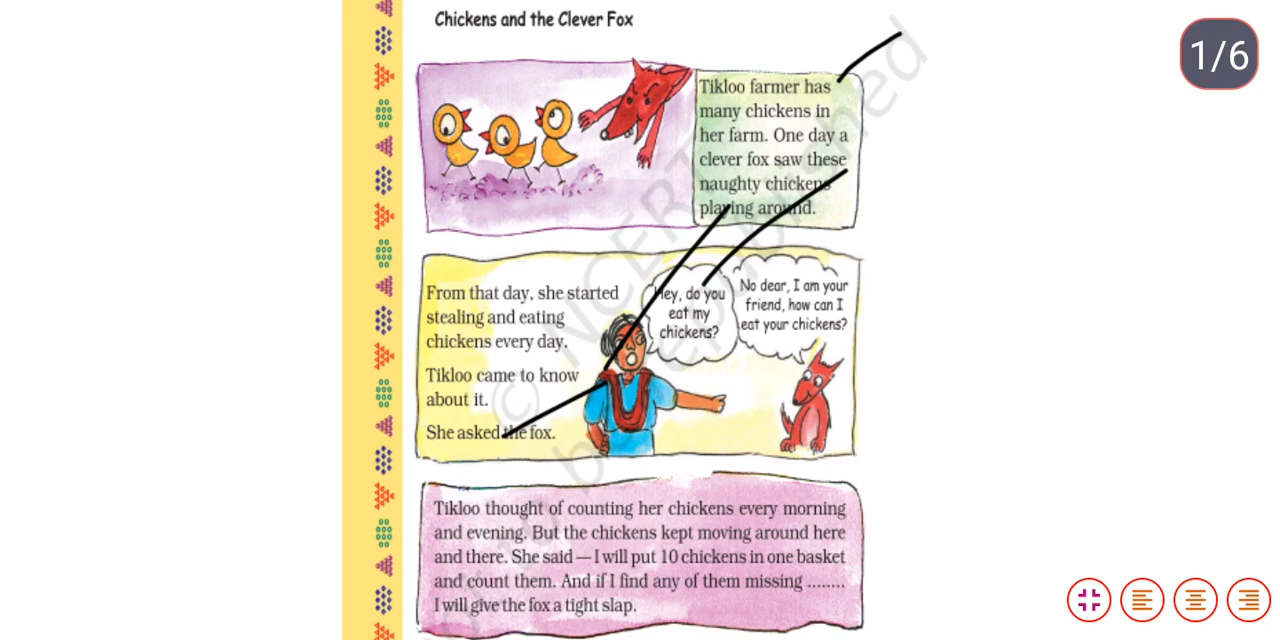 Chickens and the Clever Fox
1/6
Tikloo farmer has
many chickens in
her farm. One day a
clever fox saw these
naughty chickens
playing around.
From that day, she started
stealing and eating
chickens every day.
Tikloo came to know
about it.
She asked the fox.
Hey, do you
eat my
chickens?
No dear, I am your
friend, how can I
eat your chickens?
Tikloo thought of counting her chickens every morning
and evening. But the chickens kept moving around here
and there. She said — I will put 10 chickens in one basket
and count them. And if I find any of them missing ........
I will give the fox a tight slap.
© NCERT
be republished